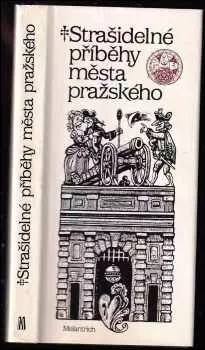 ‡Strašidelné
příběhy
města
pražského
Melantrich
‡Strašidelné příběhy města pražského
M